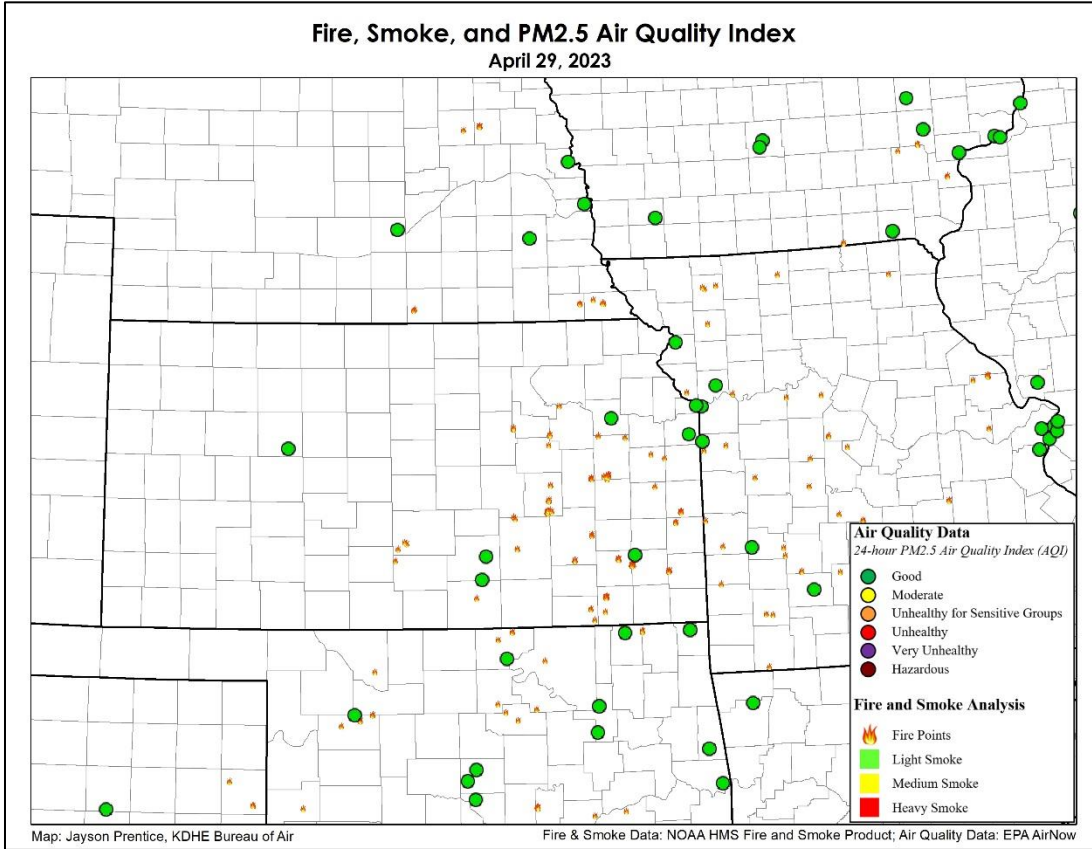 Fire, Smoke, and PM2.5 Air Quality Index
April 29, 2023
Air Quality Data
24-hour PM2.5 Air Quality Index (AQI)
Good
Moderate
Unhealthy for Sensitive Groups
Unhealthy
Very Unhealthy
Hazardous
Fire and Smoke Analysis
Fire Points
Light Smoke
Medium Smoke
Heavy Smoke
Map: Jayson Prentice, KDHE Bureau of Air
Fire & Smoke Data: NOAA HMS Fire and Smoke Product; Air Quality Data: EPA AirNow